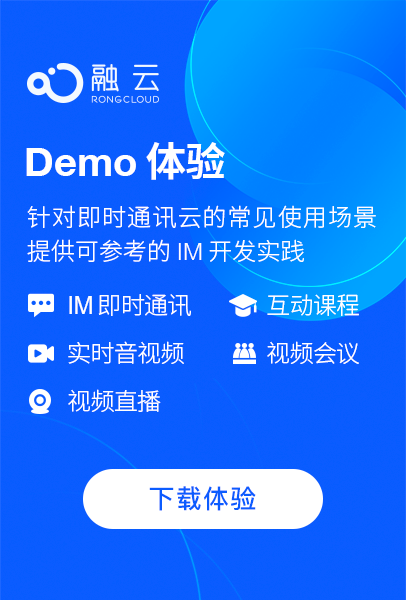 融云
RONGCLOUD
Demo 体验
针对即时通讯云的常见使用场景
提供可参考的 IM 开发实践
IM 即时通讯
互动课程
实时音视频
视频会议
视频直播
下载体验